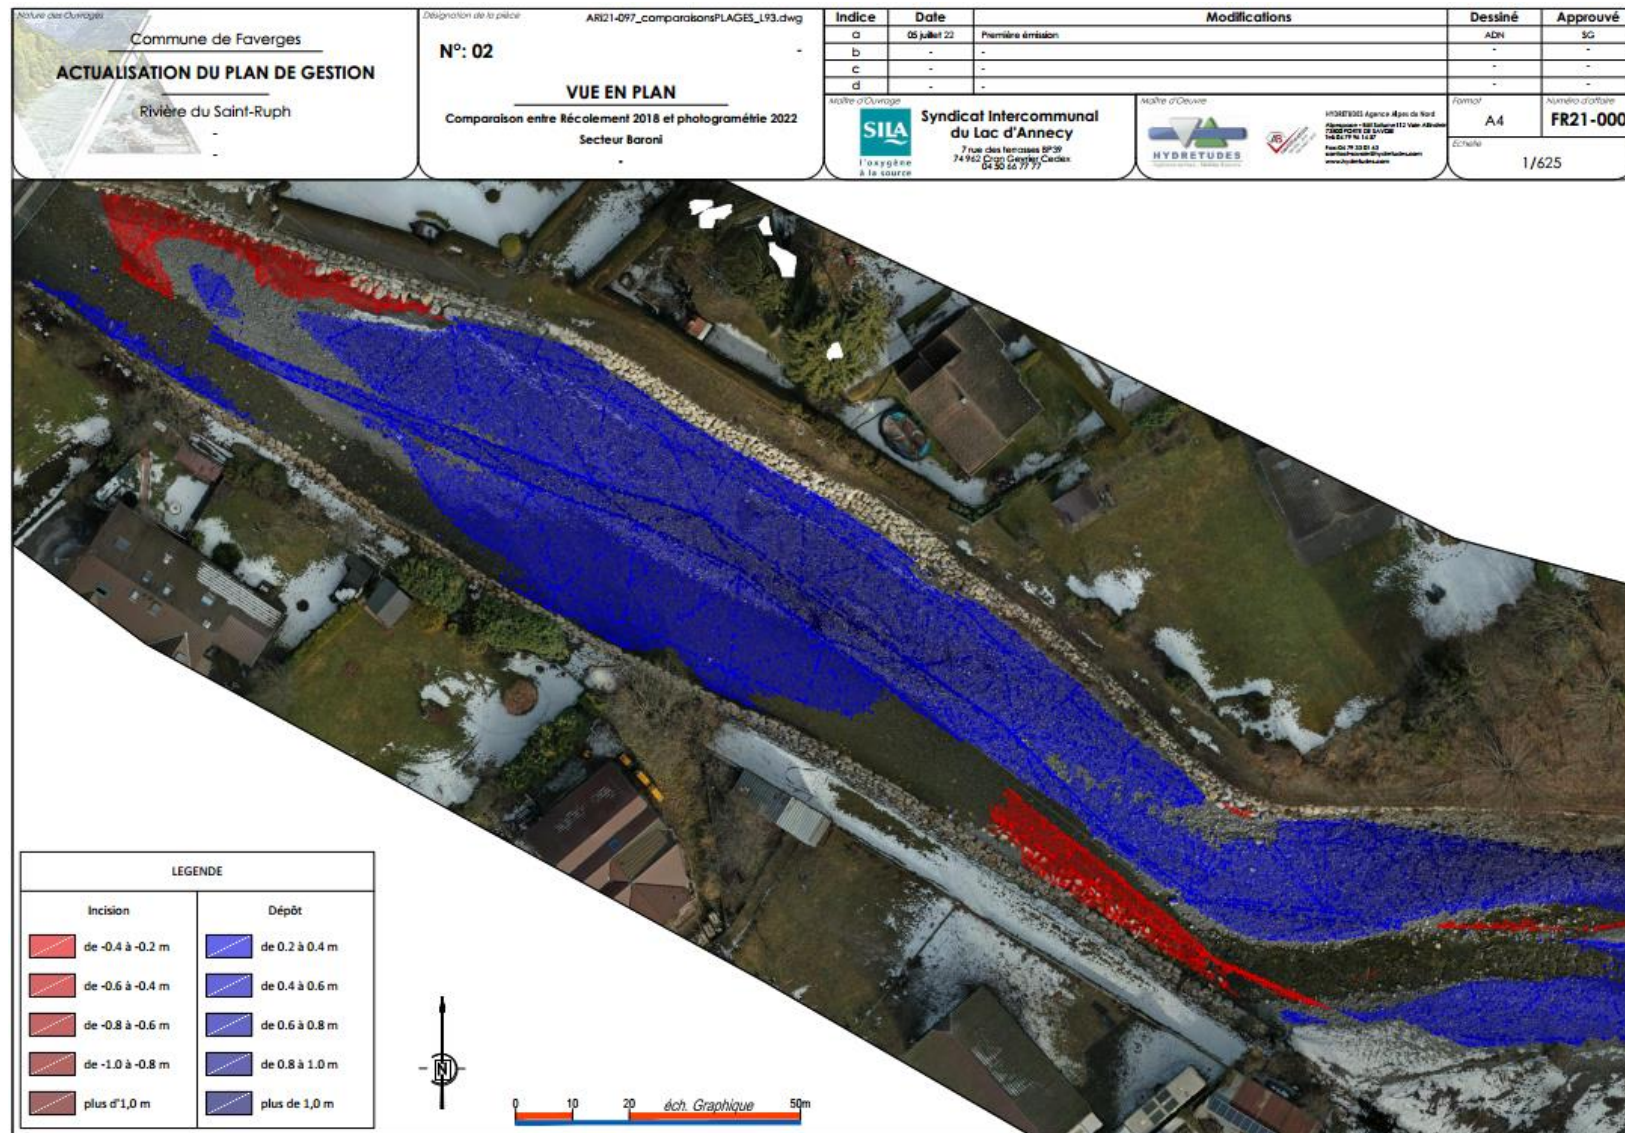 Nature des Ouvrages
Commune de Faverges
ACTUALISATION DU PLAN DE GESTION
Rivière du Saint-Ruph
-
-
Désignation de la pièce
ARI21-097_comparaisonsPLAGES_L93.dwg
N°: 02
-
VUE EN PLAN
Comparaison entre Récolement 2018 et photogramétrie 2022
Secteur Baroni
-
Indice Date Modifications Dessiné Approuvé
a 05 juillet 22 Première émission ADN SG
b - - - -
c - - - -
d - - - -
Maître d'Ouvrage
SILA
l'oxygène
à la source
Syndicat Intercommunal
du Lac d'Annecy
7 rue des terrasses BP39
74 962 Cran Gevrier Cedex
04 50 66 77 77
Maître d'Oeuvre
HYDRETUDES
HYDRETUDES Agence Alpes du Nord
Format
A4
Numéro d'affaire
FR21-000
Echelle
1/625
LEGENDE
Incision
de -0.4 à -0.2 m
de -0.6 à -0.4 m
de -0.8 à -0.6 m
de -1.0 à -0.8 m
plus d'1,0 m
Dépôt
de 0.2 à 0.4 m
de 0.4 à 0.6 m
de 0.6 à 0.8 m
de 0.8 à 1.0 m
plus de 1,0 m
N
0 10 20 éch. Graphique 50m